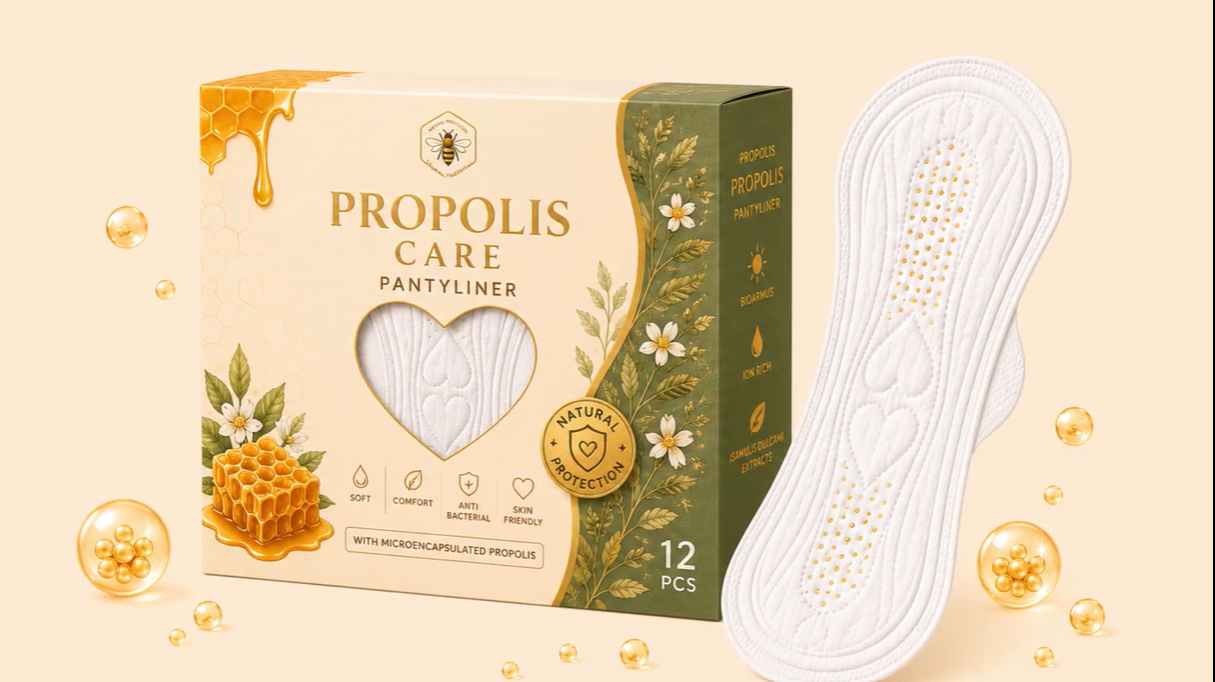 PROPOLIS
CARE
PANTYLINER
NATURAL
PROTECTION
SOFT
COMFORT
ANTI
BACTERIAL
SKIN
FRIENDLY
WITH MICROENCAPSULATED PROPOLIS
12
PCS
PROPOLIS
PROPOLIS
PANTYLINER
BIOARMUS
ION RICH
EXTRACTS